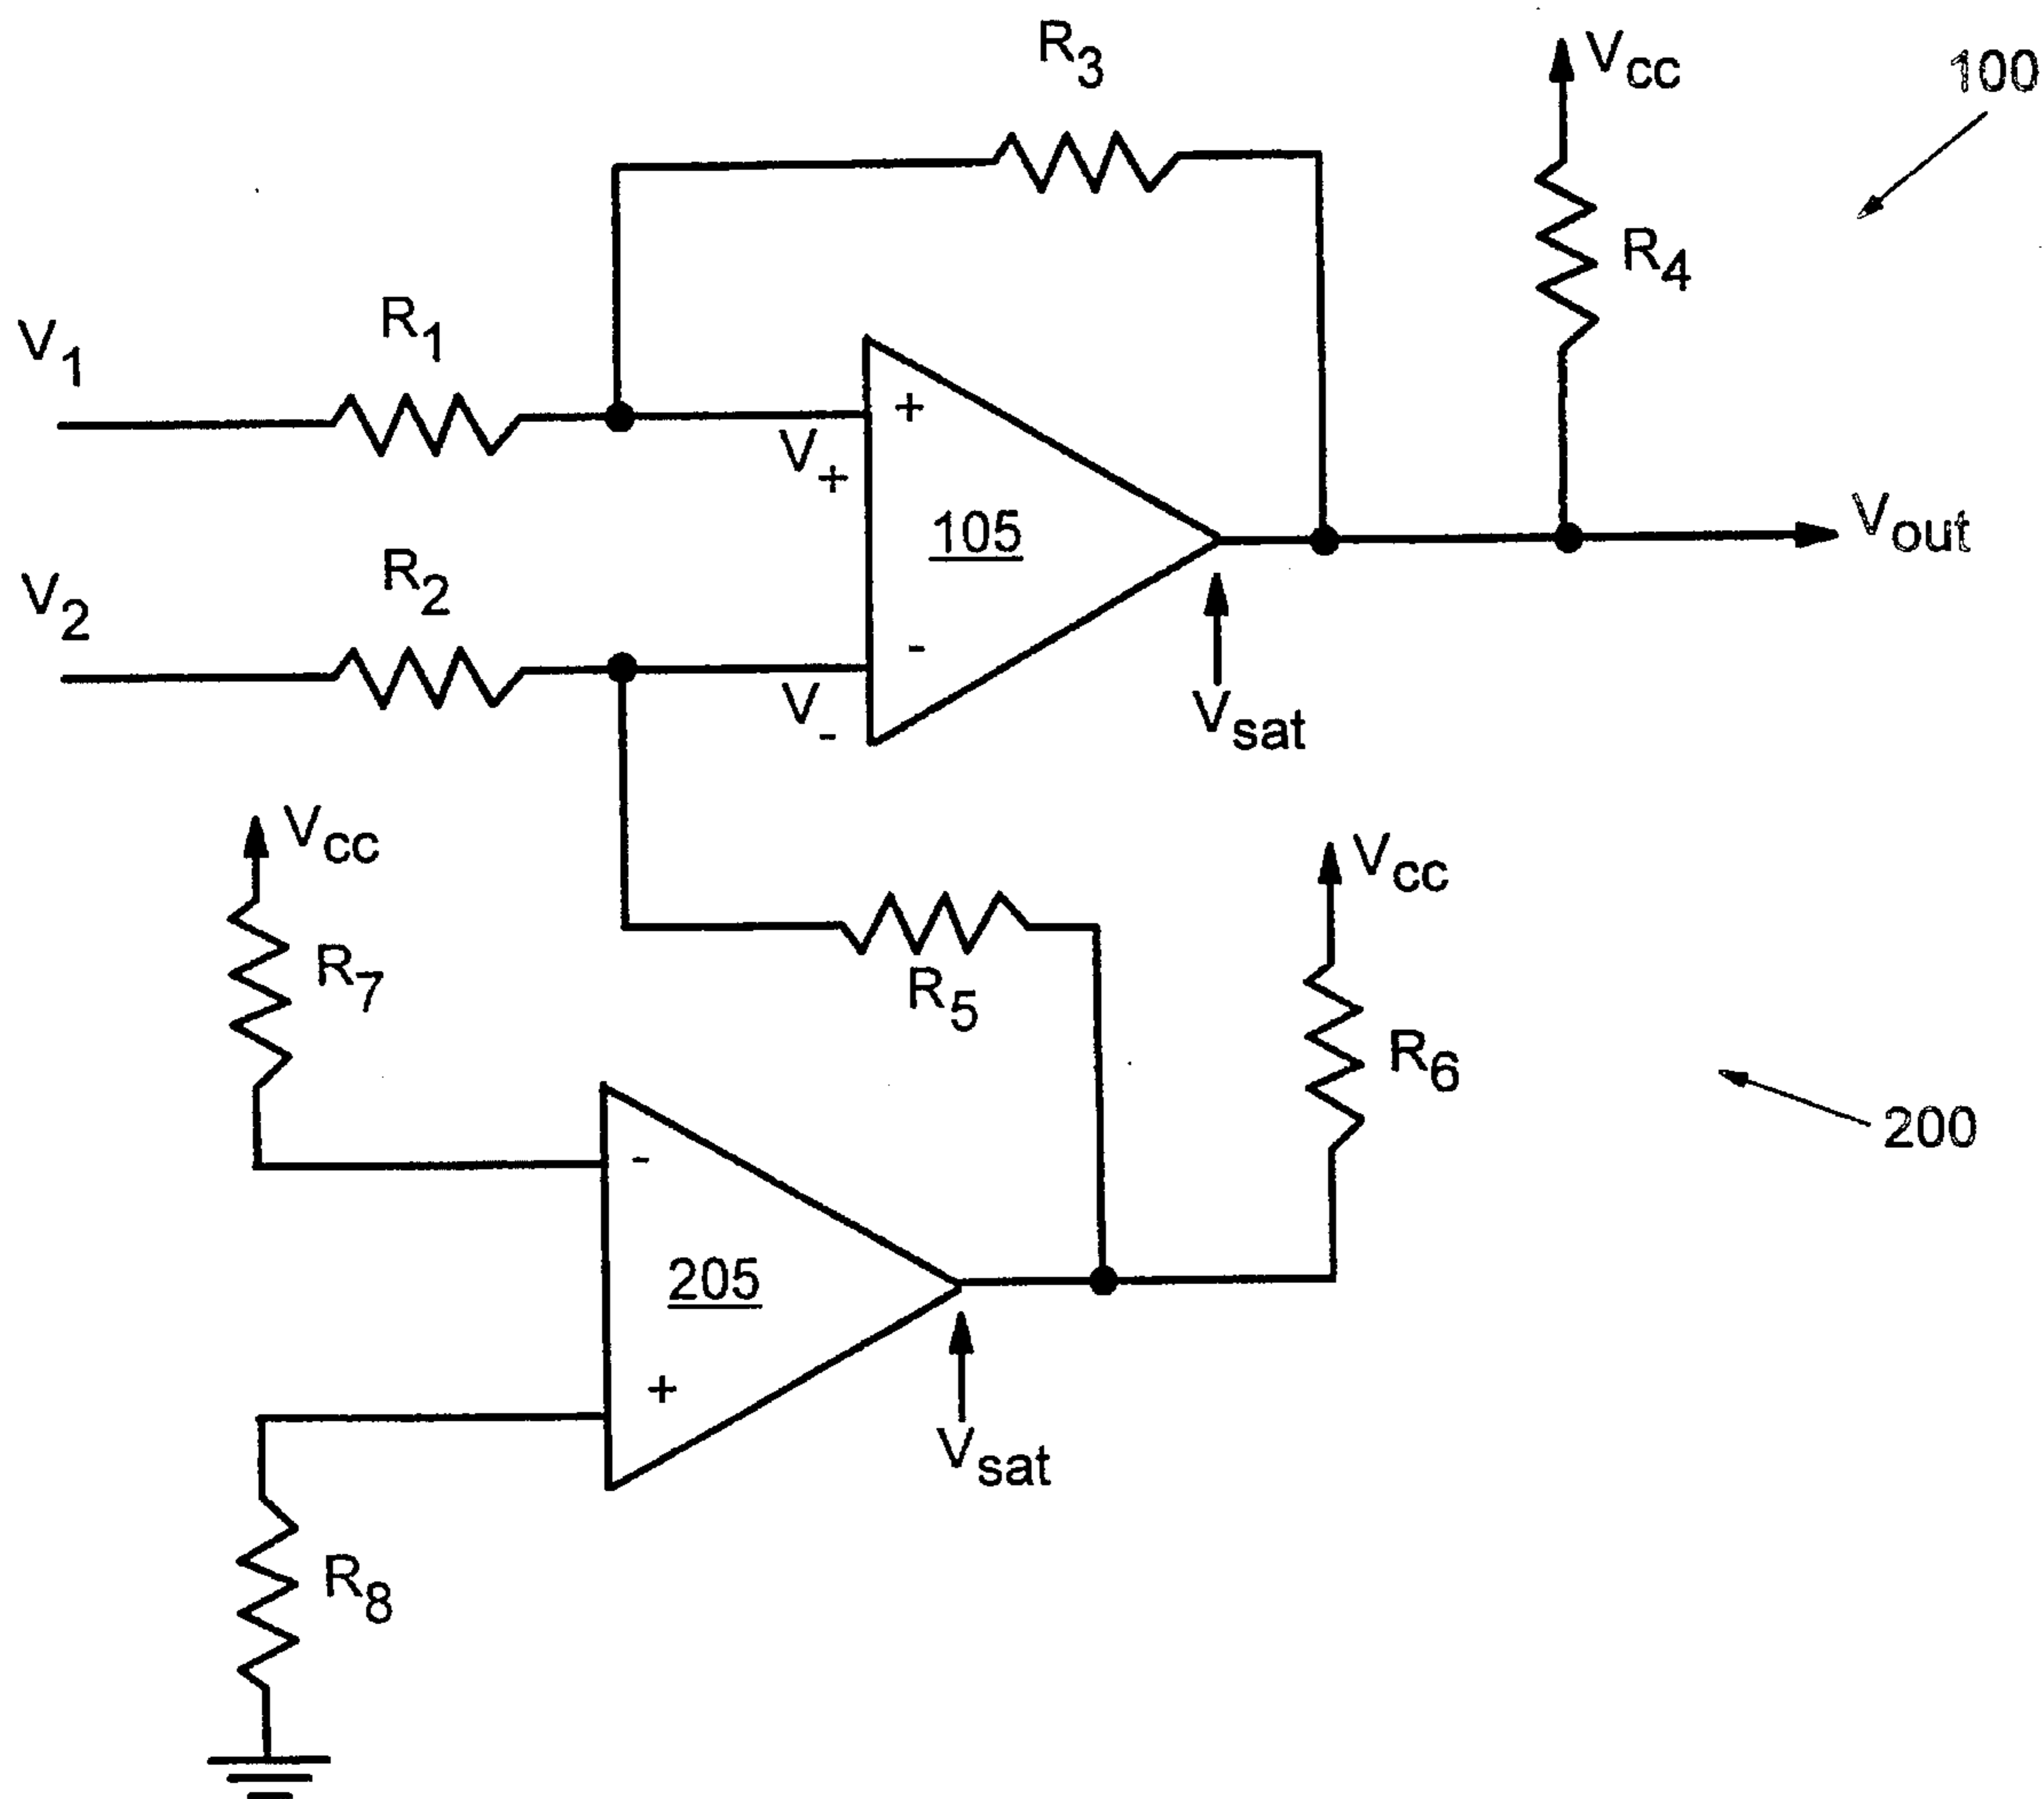 R3
Vcc
100
R1
V1
+
V+
R4
105
Vout
R2
V2
-
V-
Vsat
Vcc
Vcc
R7
R5
R6
-
200
205
+
Vsat
R8